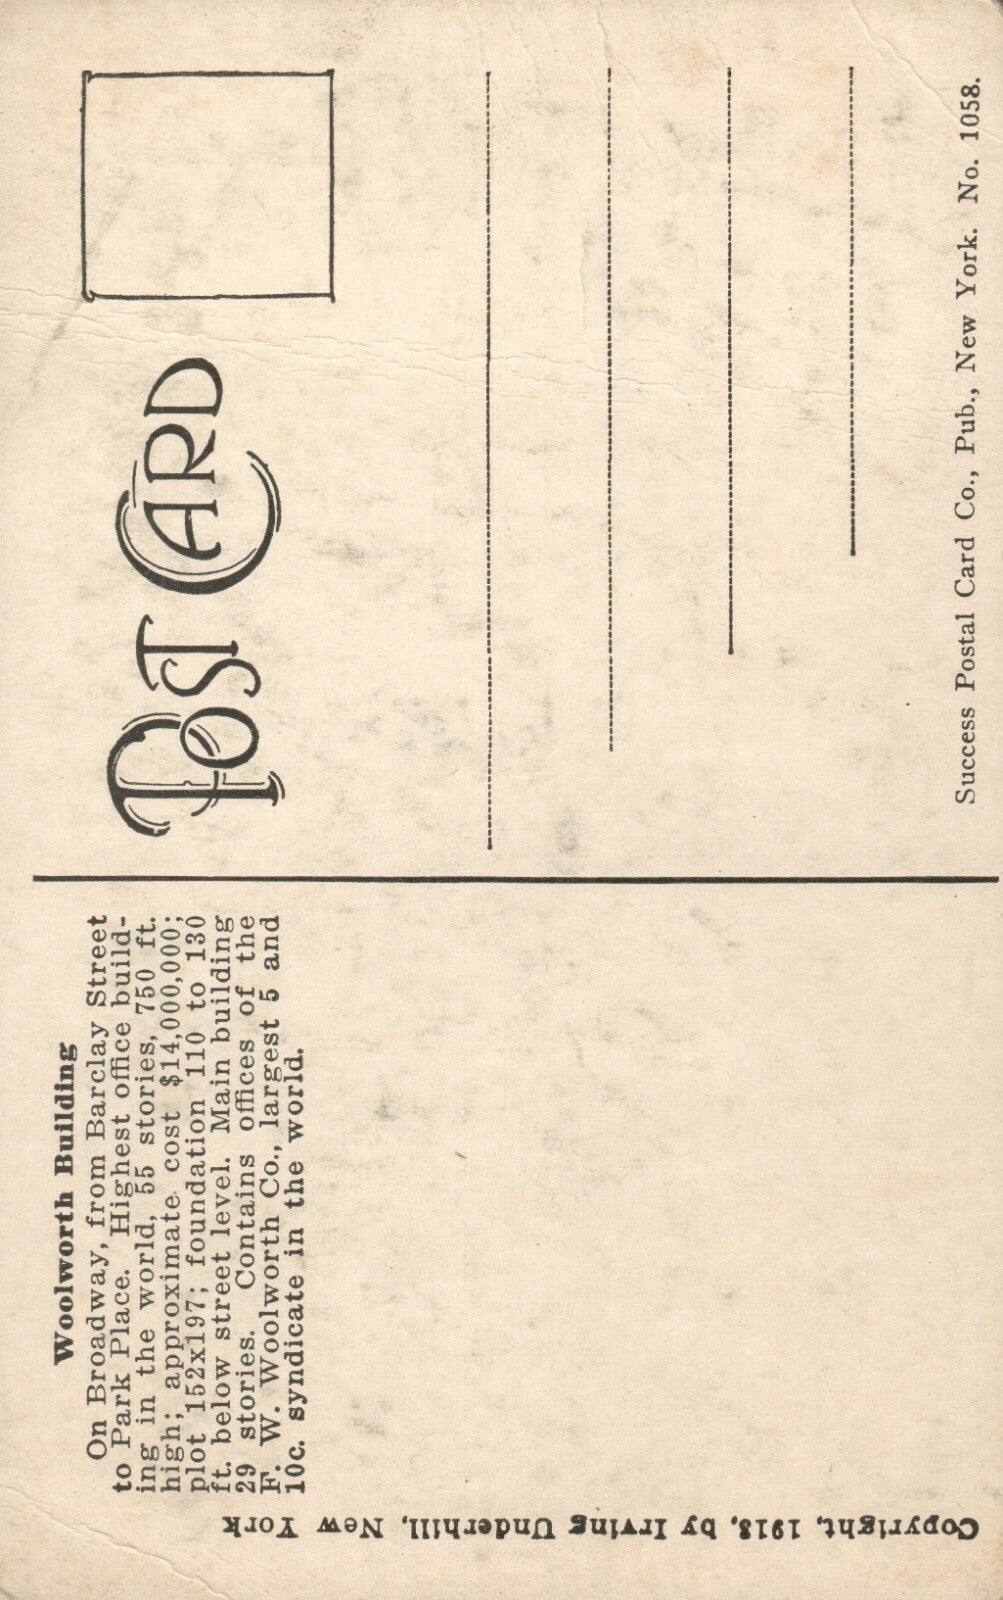 Woolworth Building
On Broadway, from Barclay Street
to Park Place. Highest office build-
ing in the world, 55 stories, 750 ft.
high; approximate cost $14,000,000;
plot 152x197; foundation 110 to 130
ft. below street level. Main building
29 stories. Contains offices of the
F. W. Woolworth Co., largest 5 and
10c. syndicate in the world.
Copyright, 1913, by Irving Underhill, New York
POST CARD
Success Postal Card Co., Pub., New York. No. 1058.